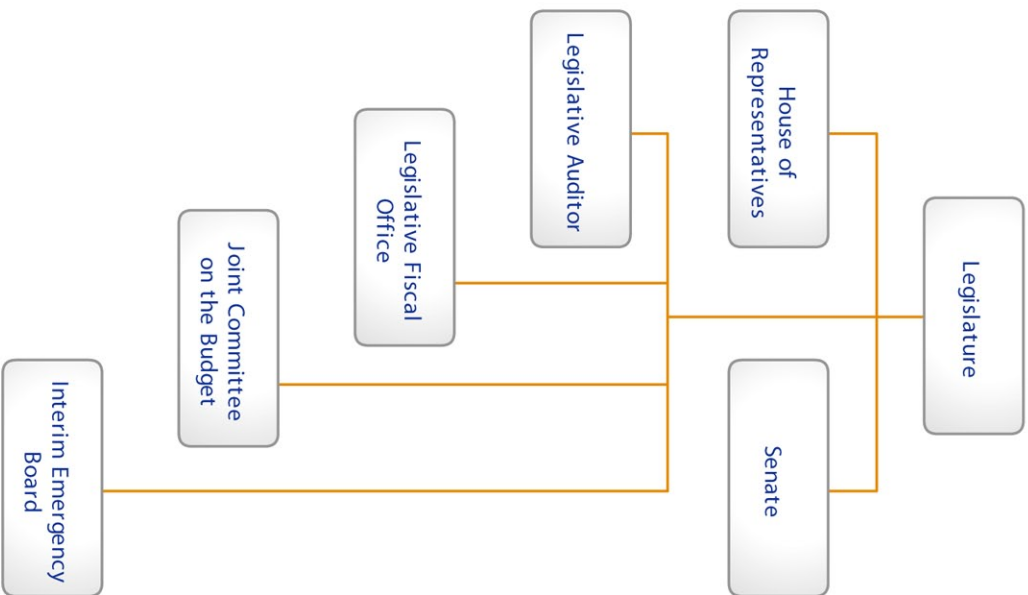 Legislature
House of
Representatives
Senate
Legislative Auditor
Legislative Fiscal
Office
Joint Committee
on the Budget
Interim Emergency
Board